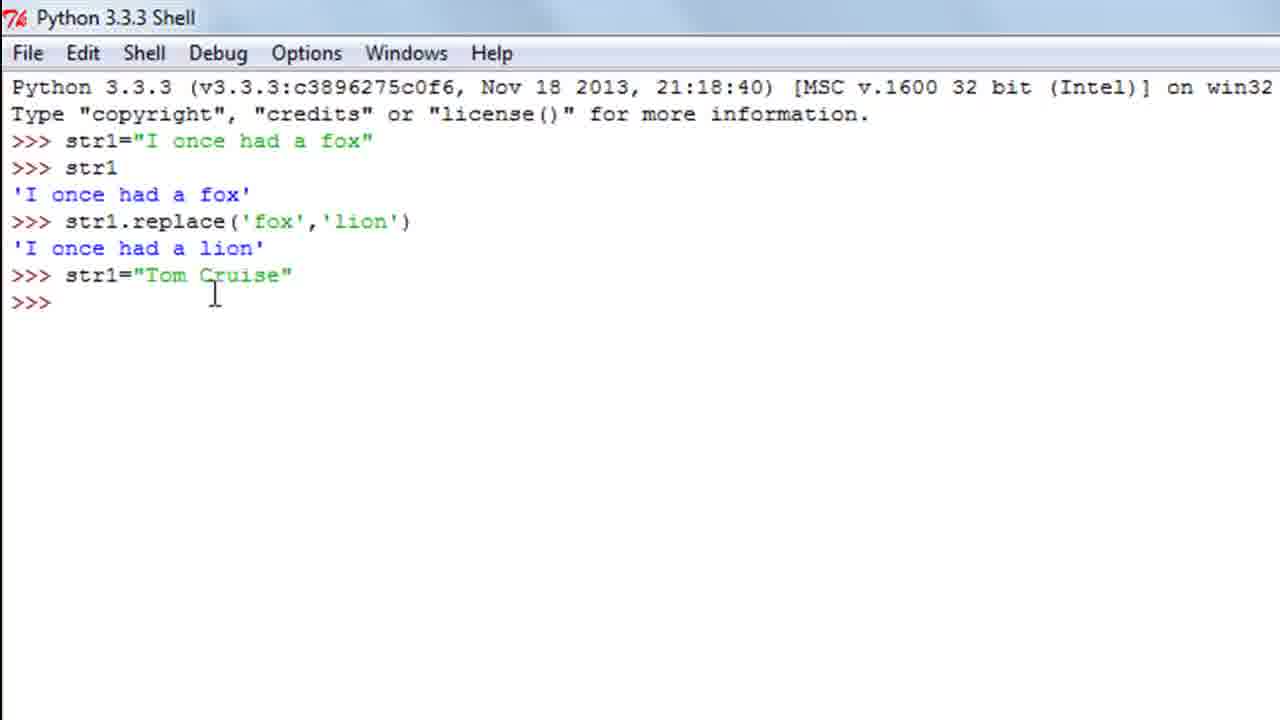 Python 3.3.3 Shell
File Edit Shell Debug Options Windows Help
Python 3.3.3 (v3.3.3:c3896275c0f6, Nov 18 2013, 21:18:40) [MSC v.1600 32 bit (Intel)] on win32
Type "copyright", "credits" or "license()" for more information.
>>> str1="I once had a fox"
>>> str1
'I once had a fox'
>>> str1.replace('fox','lion')
'I once had a lion'
>>> str1="Tom Cruise"
>>>